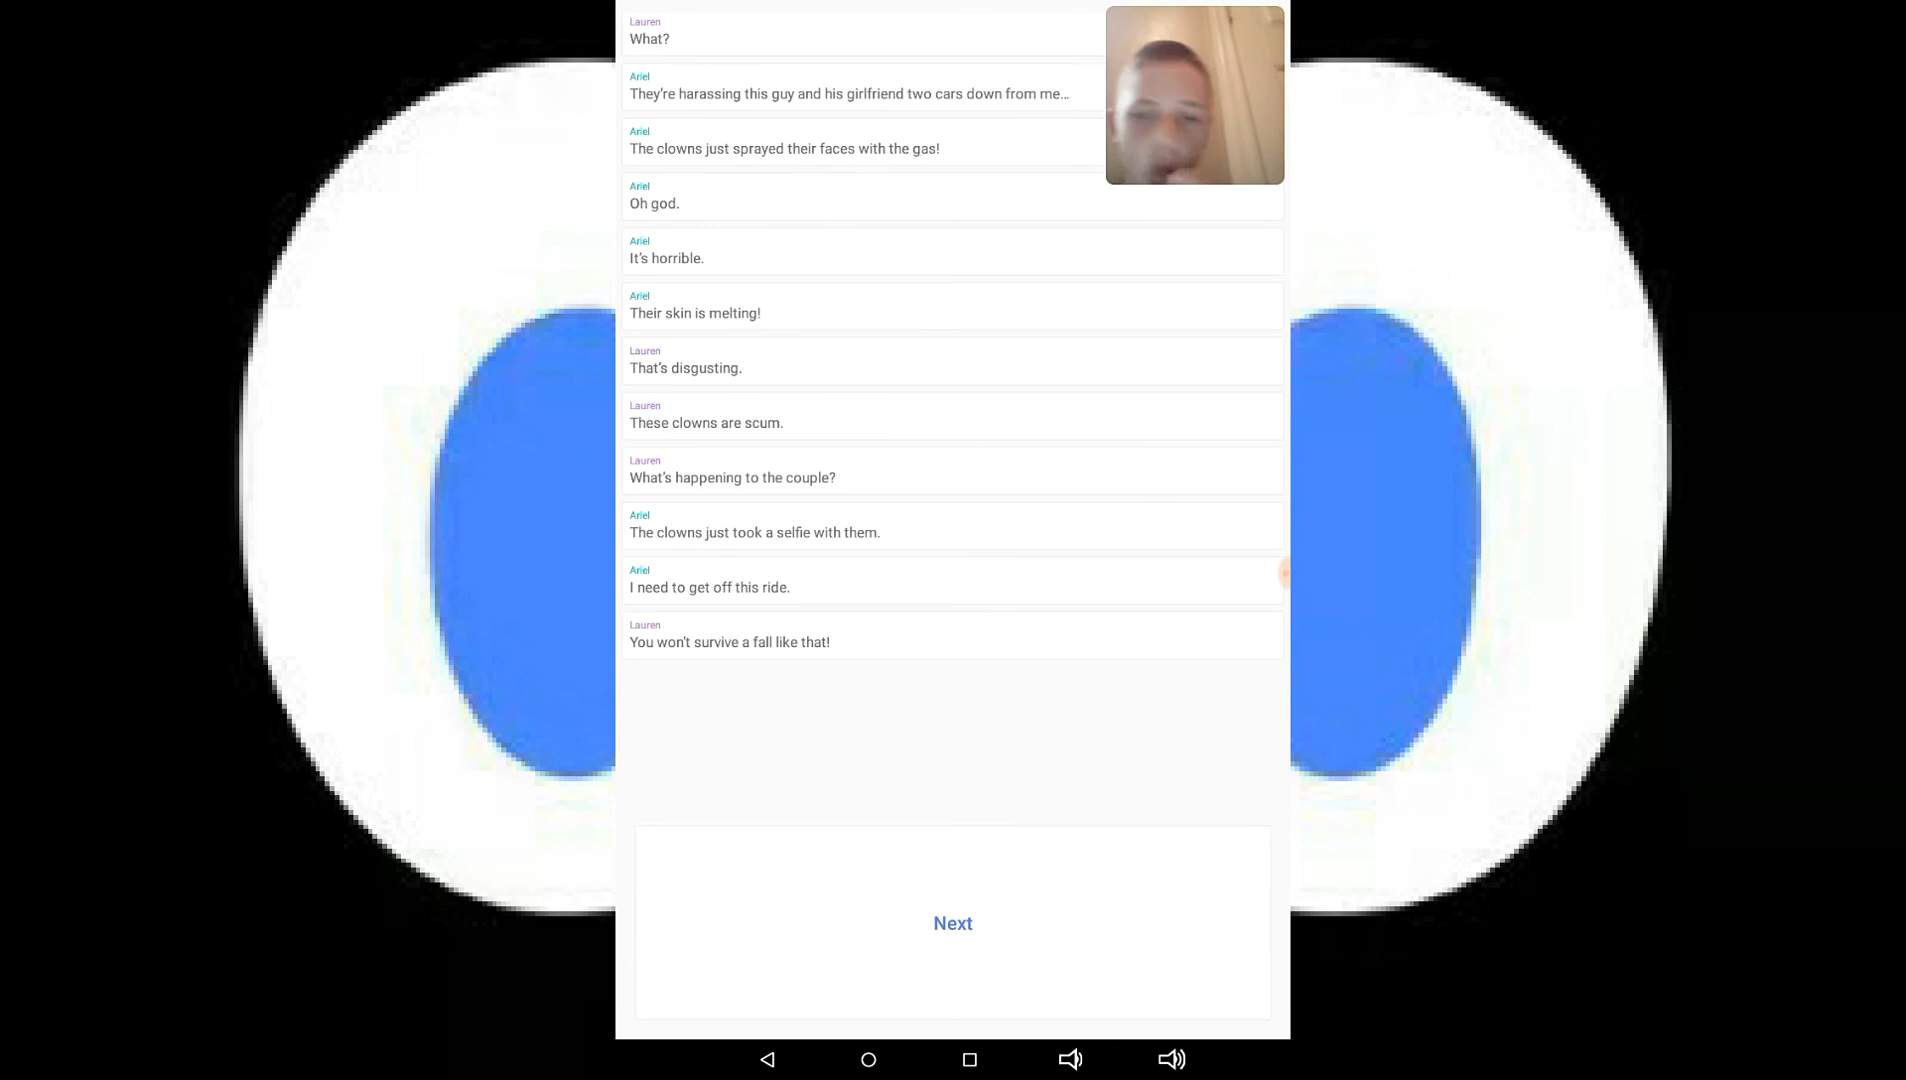 Lauren
What?
Ariel
They're harassing this guy and his girlfriend two cars down from me...
Ariel
The clowns just sprayed their faces with the gas!
Ariel
Oh god.
Ariel
It's horrible.
Ariel
Their skin is melting!
Lauren
That's disgusting.
Lauren
These clowns are scum.
Lauren
What's happening to the couple?
Ariel
The clowns just took a selfie with them.
Ariel
I need to get off this ride.
Lauren
You won't survive a fall like that!
Next